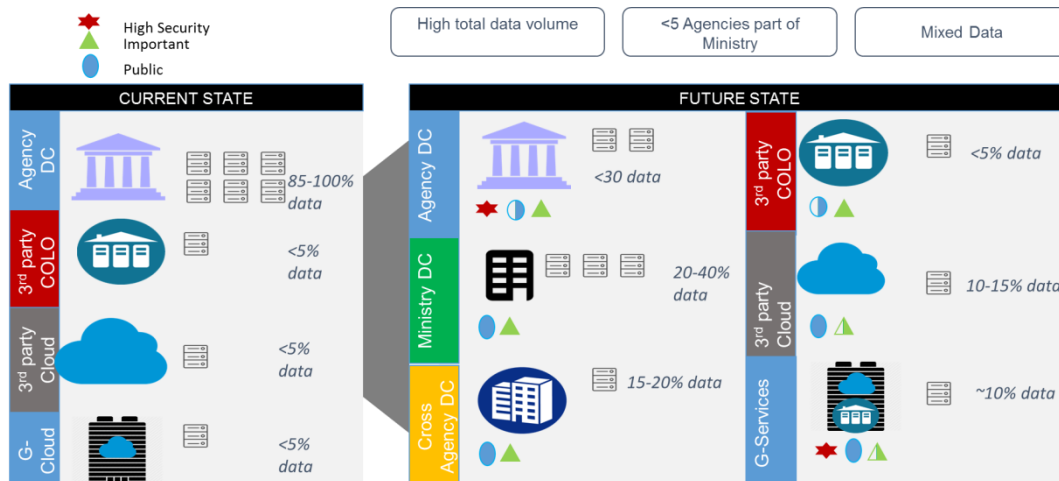 High Security
Important
Public
High total data volume
<5 Agencies part of
Ministry
Mixed Data
CURRENT STATE
Agency
DC
85-100%
data
3rd party
COLO
<5%
data
3rd party
Cloud
<5%
data
G-
Cloud
<5%
data
FUTURE STATE
Agency DC
<30 data
Ministry DC
20-40%
data
Cross
Agency DC
15-20% data
3rd party
COLO
<5% data
3rd party
Cloud
10-15% data
G-Services
~10% data